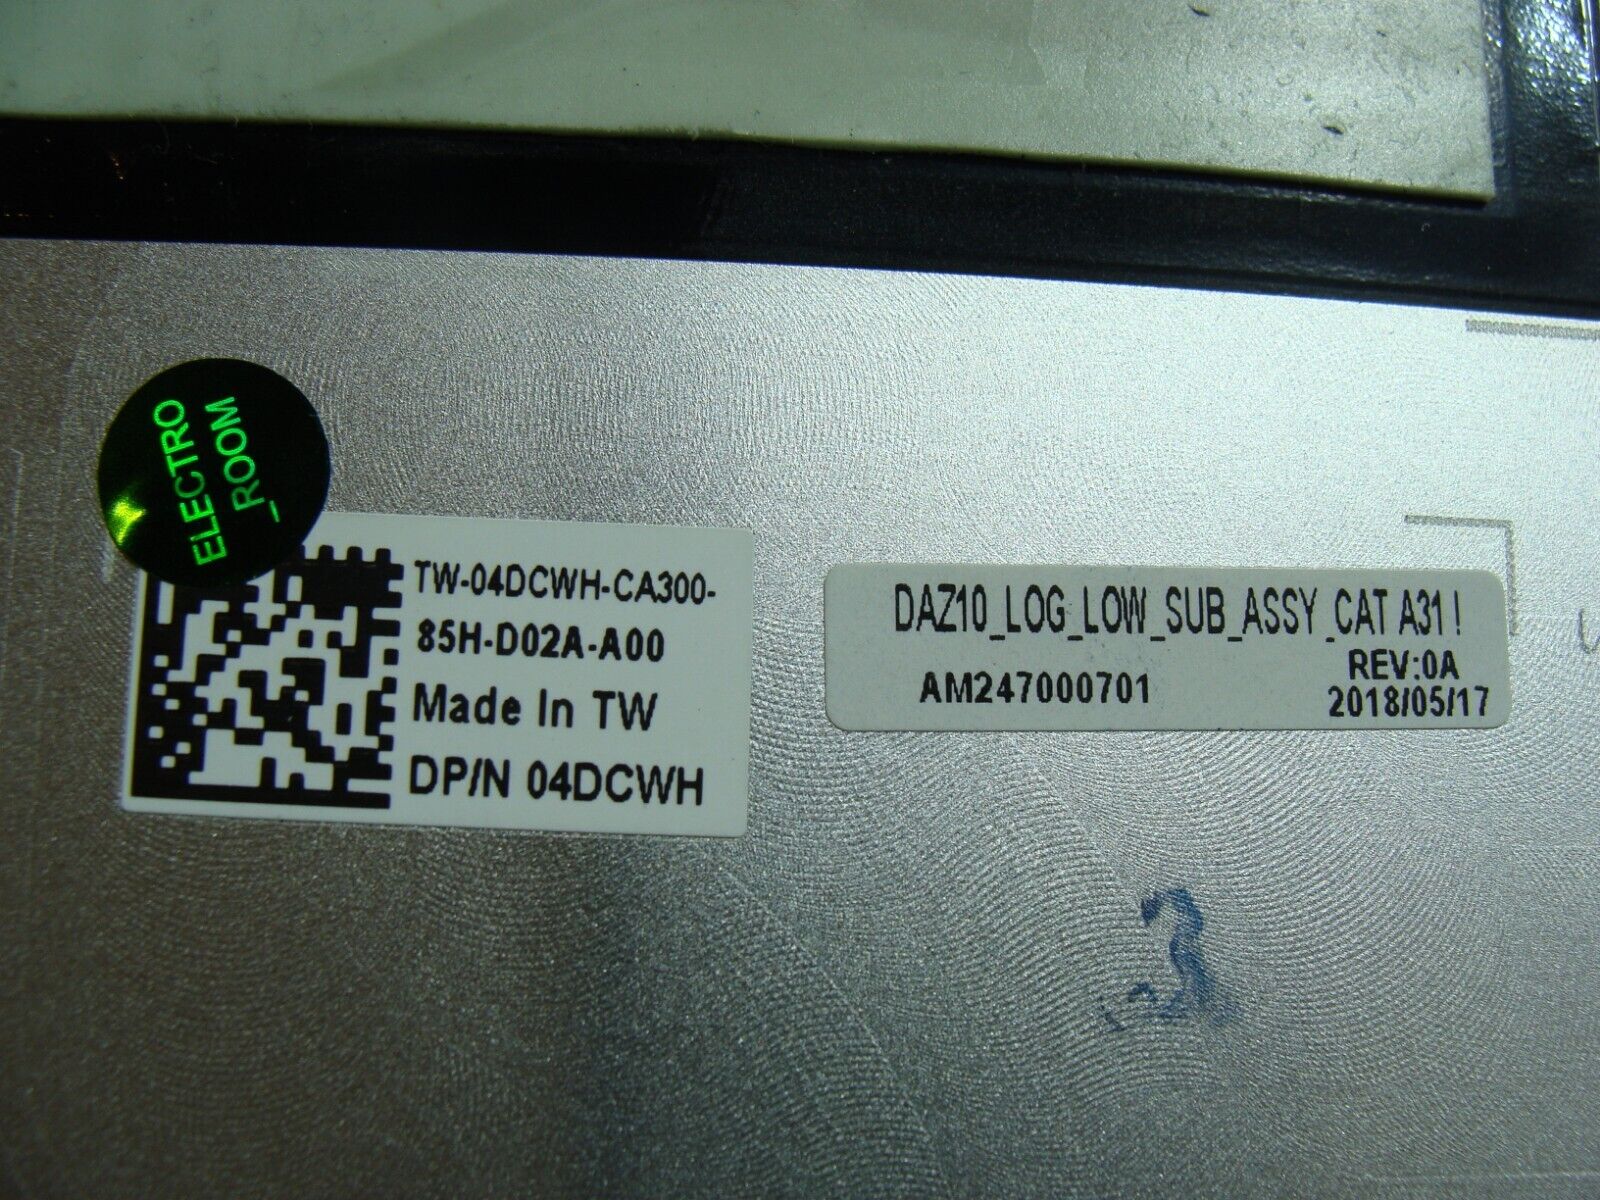 ELECTRO
_ROOM
TW-04DCWH-CA300-
85H-D02A-A00
Made In TW
DP/N 04DCWH
DAZ10_LOG_LOW_SUB_ASSY_CAT A31 !
REV:0A
AM247000701
2018/05/17
3